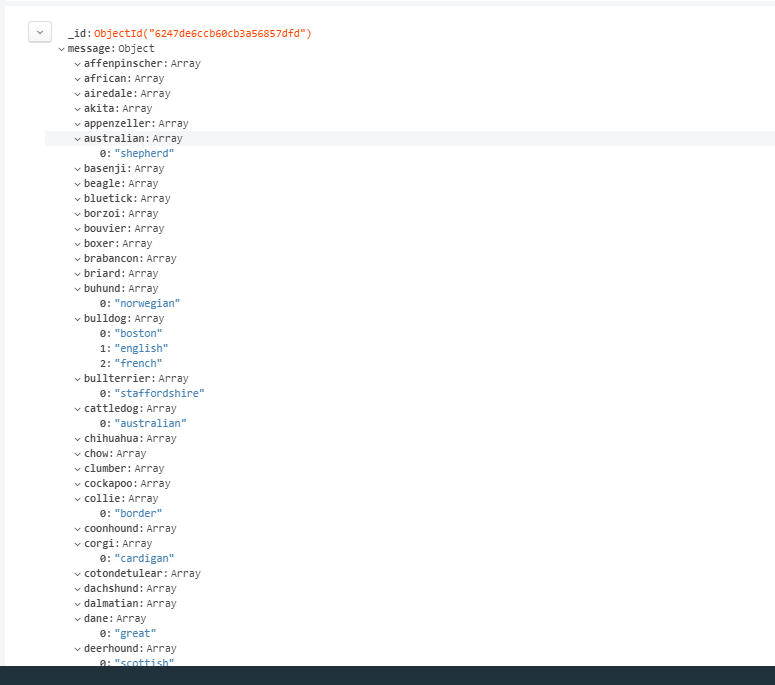 _id: ObjectId("6247de6ccb60cb3a56857dfd")
message: Object
affenpinscher: Array
african: Array
airedale: Array
akita: Array
appenzeller: Array
australian: Array
0: "shepherd"
basenji: Array
beagle: Array
bluetick: Array
borzoi: Array
bouvier: Array
boxer: Array
brabancon: Array
briard: Array
buhund: Array
0: "norwegian"
bulldog: Array
0: "boston"
1: "english"
2: "french"
bullterrier: Array
0: "staffordshire"
cattledog: Array
0: "australian"
chihuahua: Array
chow: Array
clumber: Array
cockapoo: Array
collie: Array
0: "border"
coonhound: Array
corgi: Array
0: "cardigan"
cotondetulear: Array
dachshund: Array
dalmatian: Array
dane: Array
0: "great"
deerhound: Array
0: "scottish"